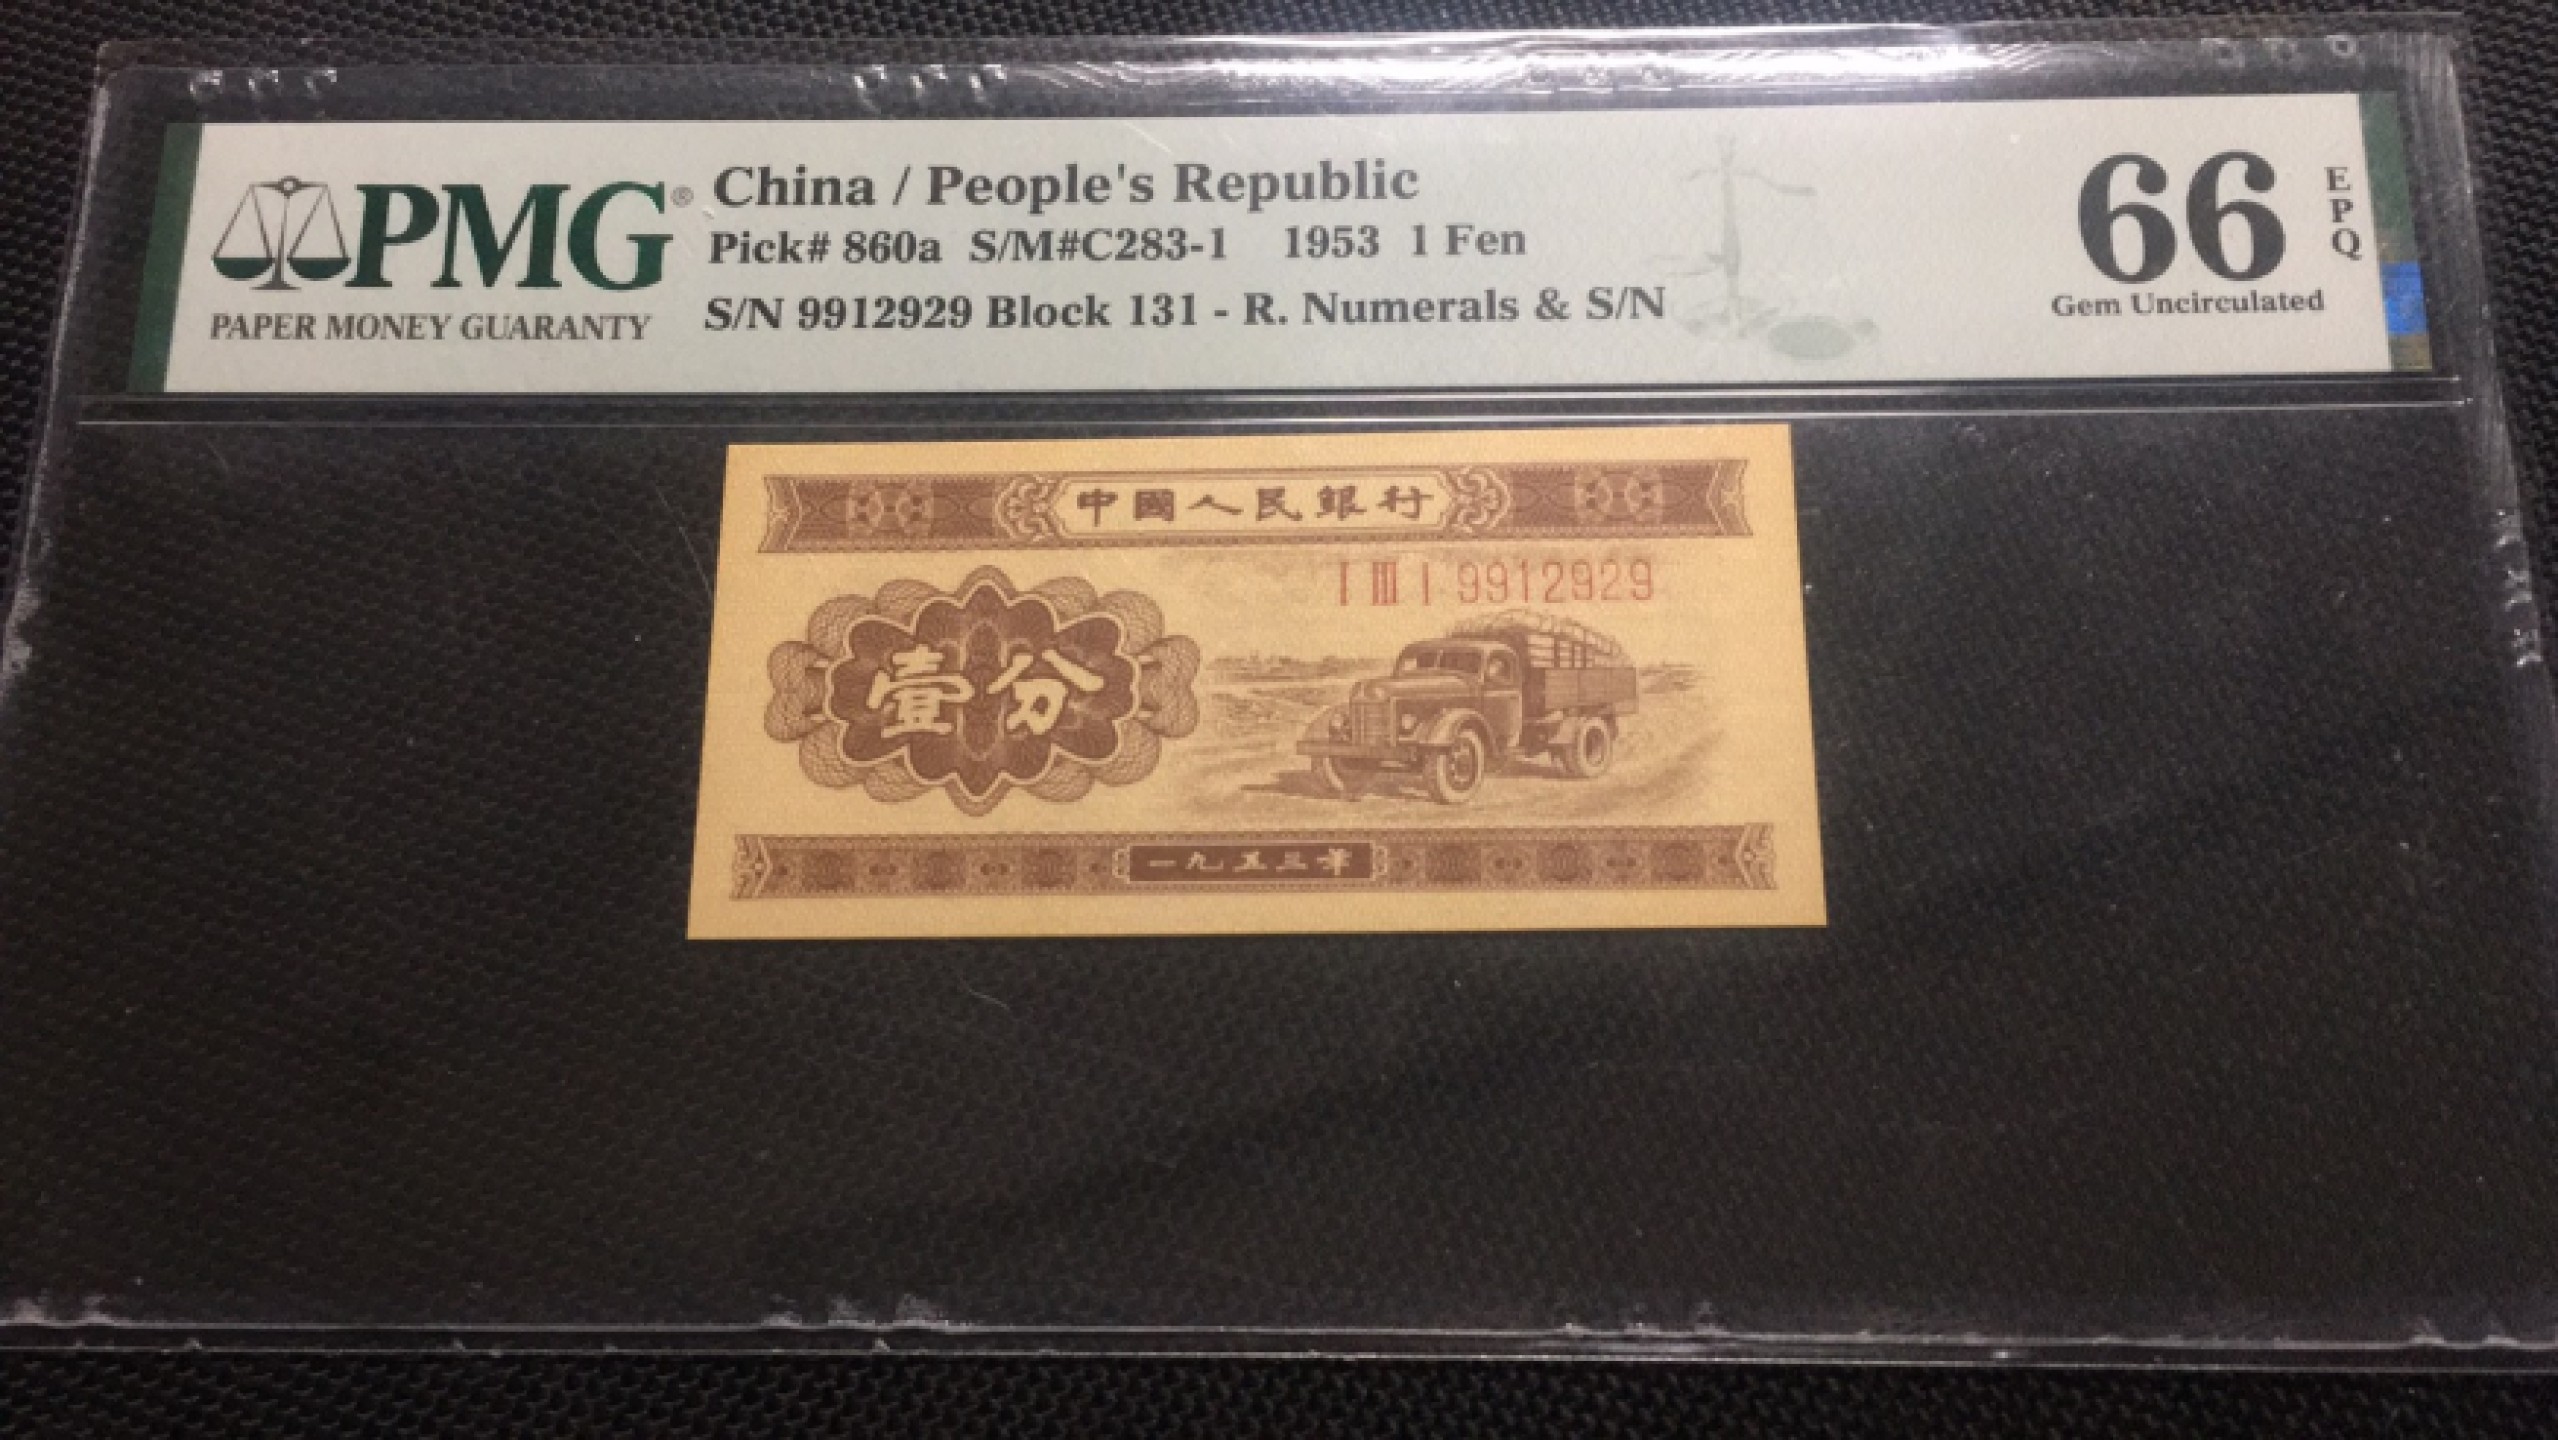 PMG®
PAPER MONEY GUARANTY
China / People's Republic
Pick# 860a S/M#C283-1 1953 1 Fen
S/N 9912929 Block 131 - R. Numerals & S/N
66
EPQ
Gem Uncirculated
中國人民銀行
I III I 9912929
壹分
一九五三年